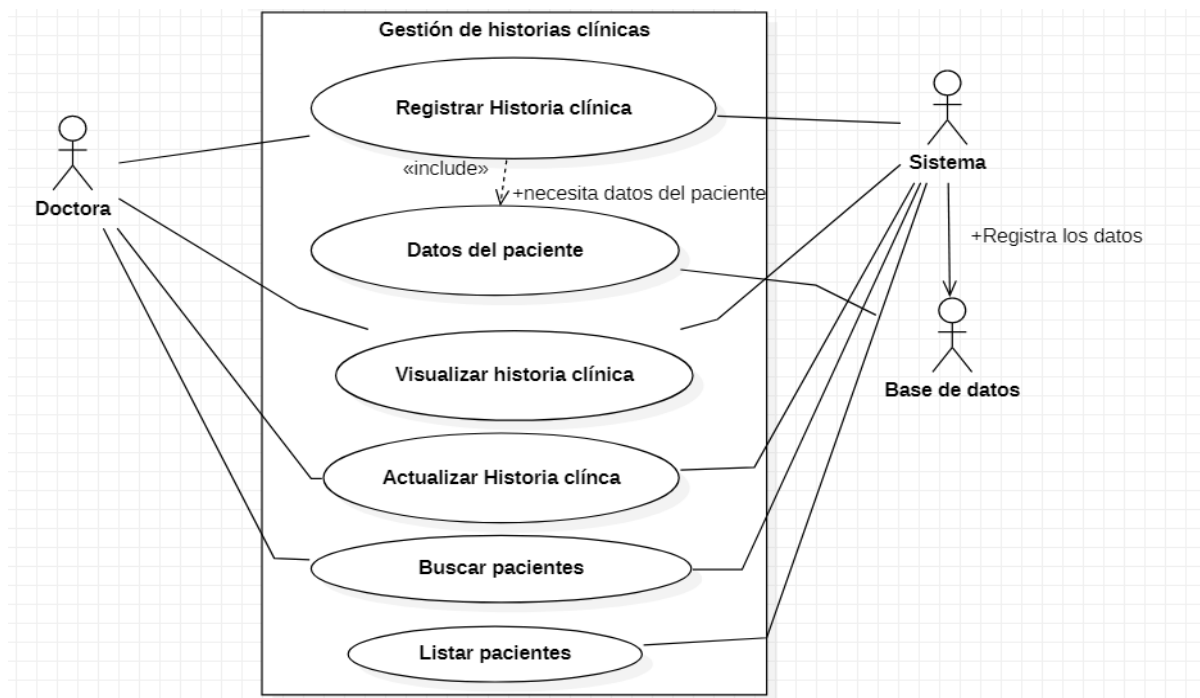 Gestión de historias clínicas
Registrar Historia clínica
Sistema
«include»
+necesita datos del paciente
Doctora
+Registra los datos
Datos del paciente
Visualizar historia clínica
Base de datos
Actualizar Historia clínca
Buscar pacientes
Listar pacientes